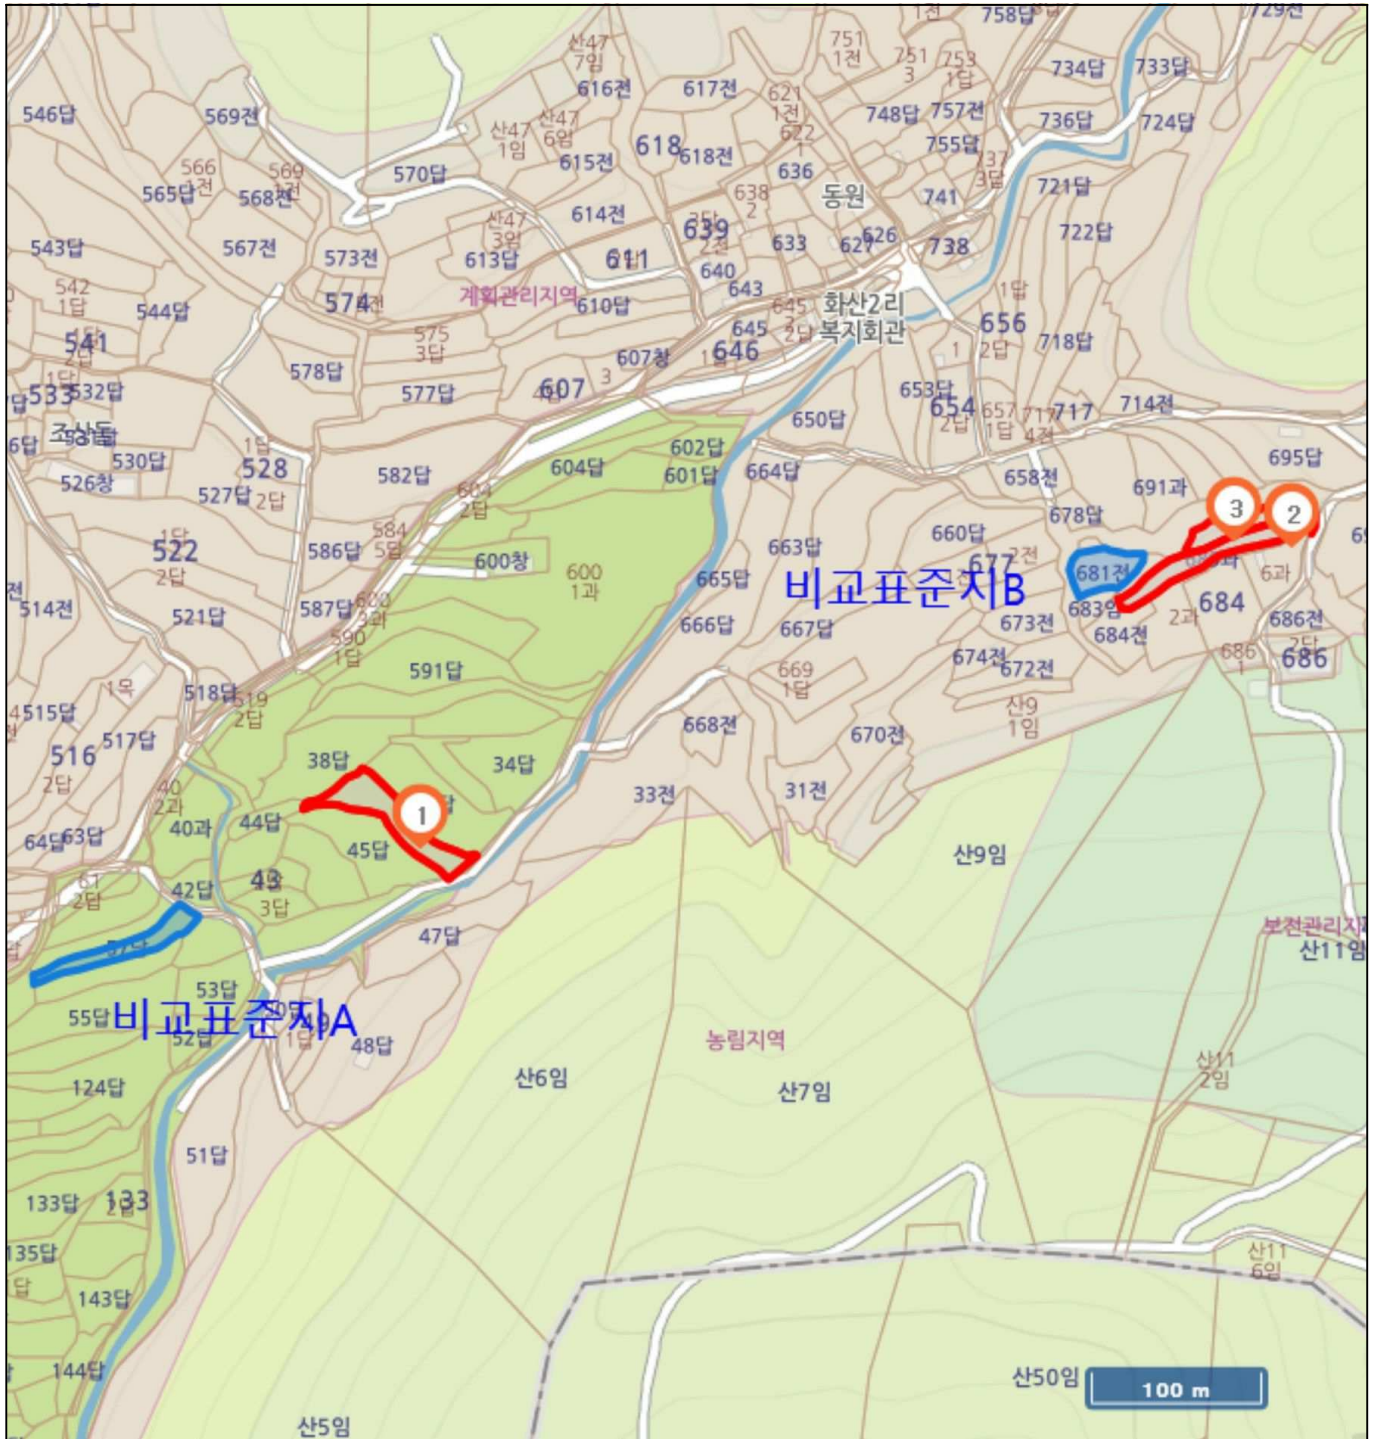 758답
729전
산47
7임
751
1전
751
3
753
1답
734답
733답
546답
569전
616전
617전
621
1전
748답
757전
736답
724답
산47
1임
산47
6임
615전
618
618전
622
1
755답
737
3답
566
1전
569
1전
565답
568전
570답
636
638
2
동원
741
721답
614전
산47
3임
639
2전
633
627
626
738
722답
543답
567전
573전
613답
611
640
643
542
1답
544답
574
계획관리지역
610답
645
2답
화산2리
복지회관
656
1답
2답
718답
541
575
3답
578답
577답
607창
645
646
607
3
533
532답
1답
653답
654
2답
657
1답
717
4전
717
714전
650답
조산돌
530답
526창
1답
528
527답
2답
582답
604답
602답
601답
664답
658전
691과
695답
604
2답
678답
3
2
522
1답
2답
586답
584
5답
600창
600
1과
660답
663답
677
2전
681전
6과
514전
521답
587답
590
1답
665답
비교표준지B
683임
684
2과
684전
686전
666답
667답
673전
674전
672전
686
1
686
2답
591답
669
1답
산9
1임
1목
518답
519
2답
515답
517답
516
2답
668전
670전
38답
34답
33전
31전
40
2과
40과
44답
1
45답
64답
63답
산9임
61
2답
42답
43
3답
47답
보전관리지
산11임
57답
53답
55답
비교표준지A
52답
49
1답
48답
농림지역
124답
산6임
산7임
산11
2임
51답
133답
133
135답
산11
6임
143답
144답
산50임
100 m
산5임